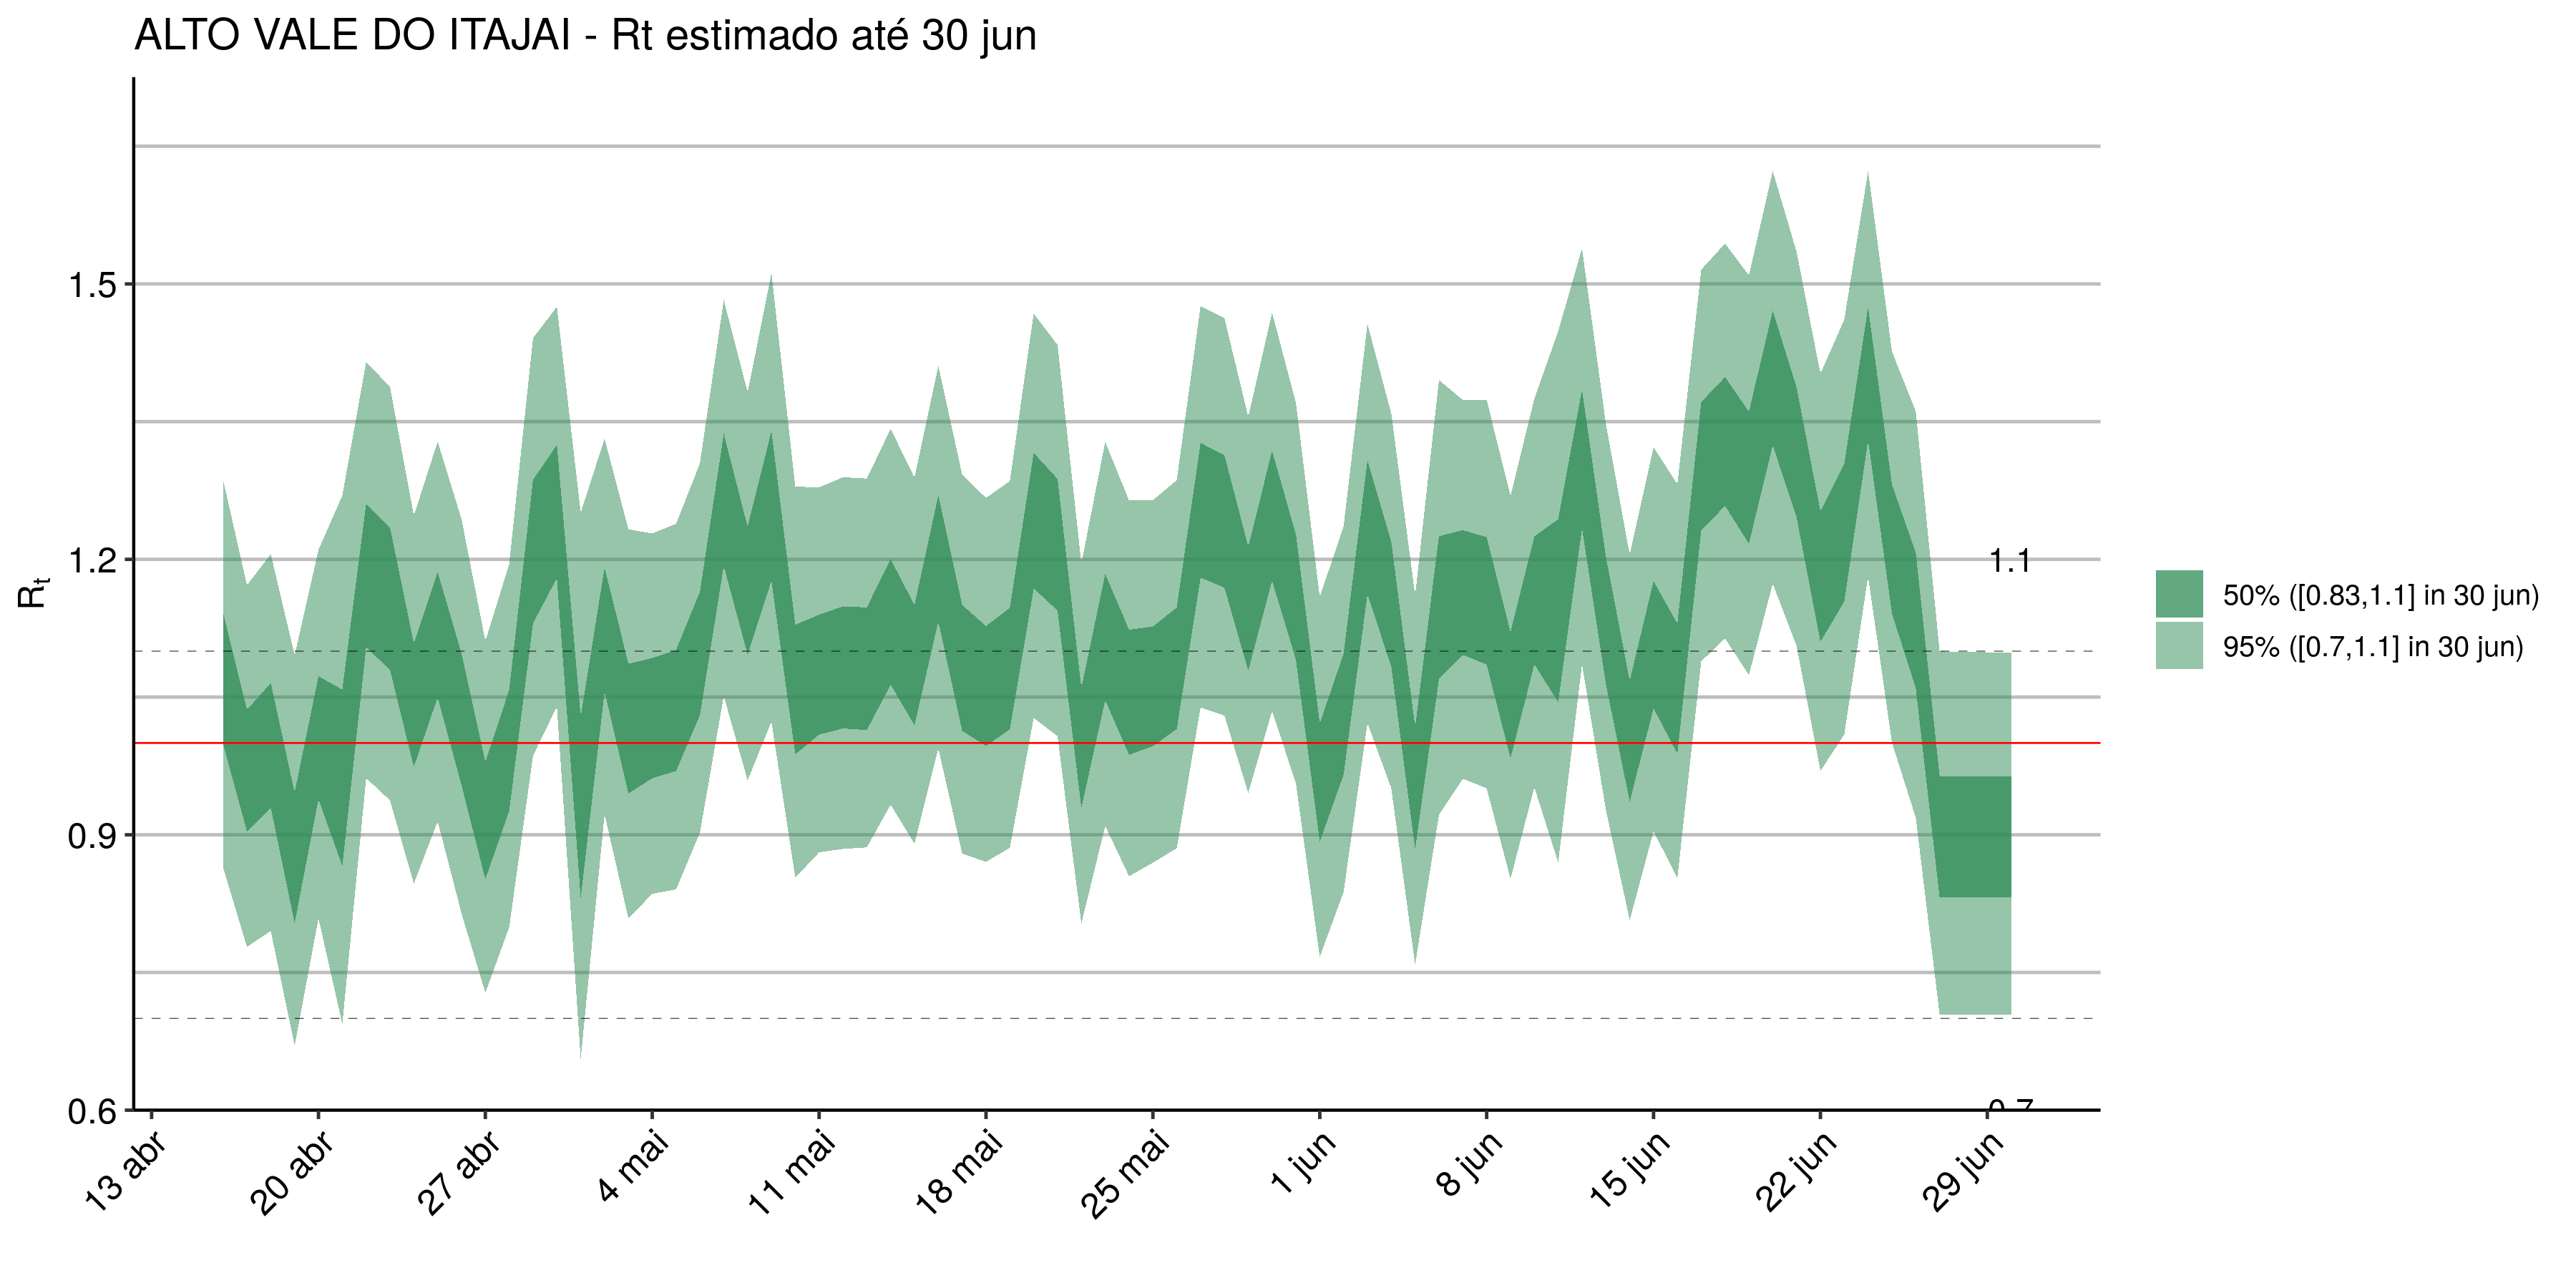 ALTO VALE DO ITAJAI - Rt estimado até 30 jun
Rt
1.5
1.2
0.9
0.6
1.1
13 abr
20 abr
27 abr
4 mai
11 mai
18 mai
25 mai
1 jun
8 jun
15 jun
22 jun
29 jun
50% ([0.83,1.1] in 30 jun)
95% ([0.7,1.1] in 30 jun)